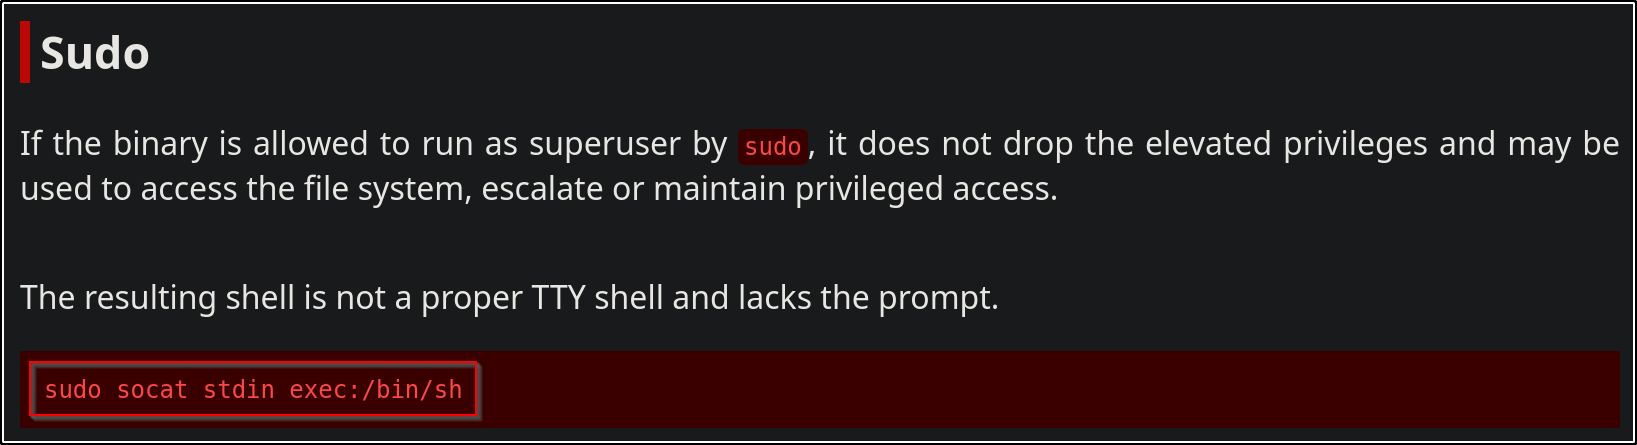 Sudo
If the binary is allowed to run as superuser by sudo, it does not drop the elevated privileges and may be
used to access the file system, escalate or maintain privileged access.
The resulting shell is not a proper TTY shell and lacks the prompt.
sudo socat stdin exec:/bin/sh